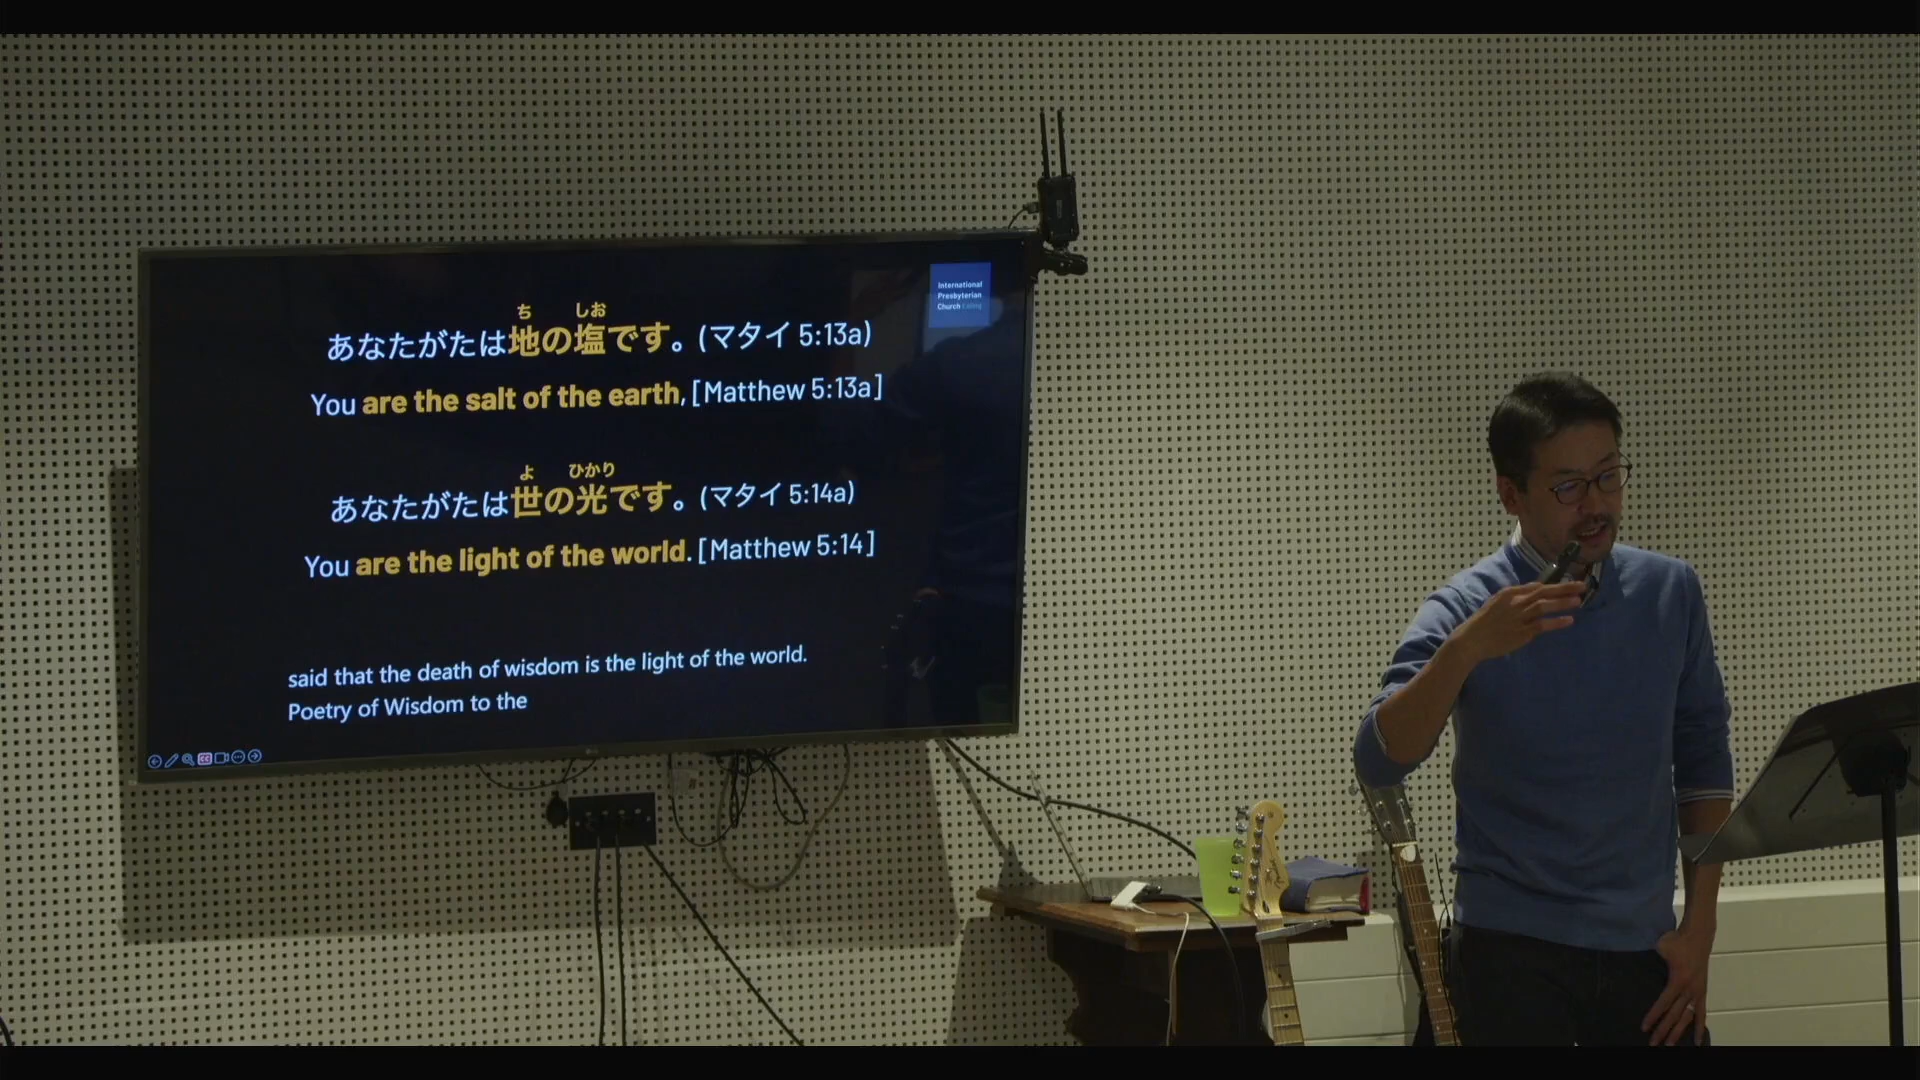 International
Presbyterian
Church Ealing
ち しお
あなたがたは地の塩です。(マタイ 5:13a)
You are the salt of the earth, [Matthew 5:13a]
よ ひかり
あなたがたは世の光です。(マタイ 5:14a)
You are the light of the world. [Matthew 5:14]
said that the death of wisdom is the light of the world.
Poetry of Wisdom to the
CC